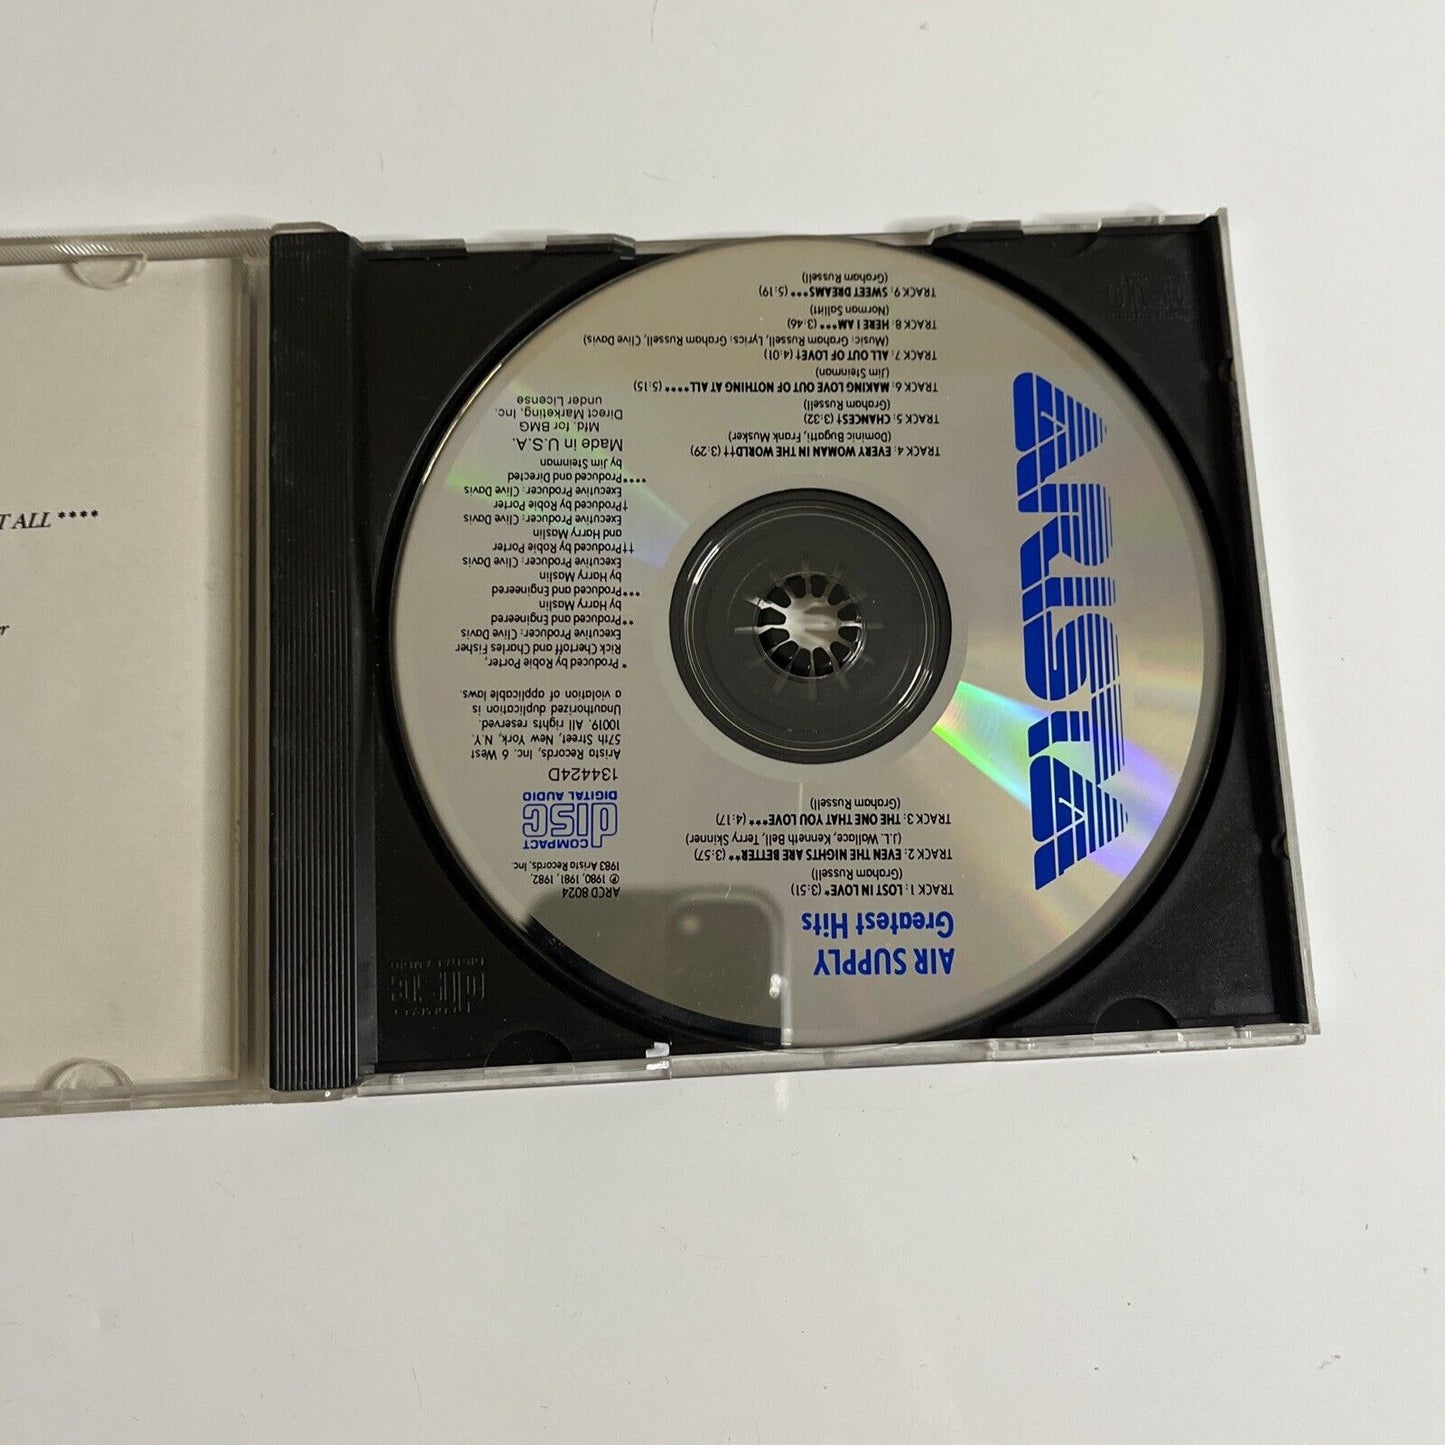 ARISTA
AIR SUPPLY
Greatest Hits
TRACK 1: LOST IN LOVE* (3:51)
(Graham Russell)
TRACK 2: EVEN THE NIGHTS ARE BETTER** (3:57)
(J.L. Wallace, Kenneth Bell, Terry Skinner)
TRACK 3: THE ONE THAT YOU LOVE*** (4:17)
(Graham Russell)
ARCD 8024
℗ 1980, 1981, 1982,
1983 Arista Records, Inc.
COMPACT
disc
DIGITAL AUDIO
134424D
Arista Records, Inc. 6 West
57th Street, New York, N.Y.
10019. All rights reserved.
Unauthorized duplication is
a violation of applicable laws.
* Produced by Robie Porter,
Rick Chertoff and Charles Fisher
Executive Producer: Clive Davis
**Produced and Engineered
by Harry Maslin
***Produced and Engineered
by Harry Maslin
Executive Producer: Clive Davis
††Produced by Robie Porter
and Harry Maslin
Executive Producer: Clive Davis
†Produced by Robie Porter
Executive Producer: Clive Davis
****Produced and Directed
by Jim Steinman
Made in U.S.A.
Mfd. for BMG
Direct Marketing, Inc.
under License
TRACK 4: EVERY WOMAN IN THE WORLD†† (3:29)
(Dominic Bugatti, Frank Musker)
TRACK 5: CHANCES† (3:32)
(Graham Russell)
TRACK 6: MAKING LOVE OUT OF NOTHING AT ALL**** (5:15)
(Jim Steinman)
TRACK 7: ALL OUT OF LOVE† (4:01)
(Music: Graham Russell, Lyrics: Graham Russell, Clive Davis)
TRACK 8: HERE I AM*** (3:46)
(Norman Sallitt)
TRACK 9: SWEET DREAMS*** (5:19)
(Graham Russell)
T ALL ****
er
COMPACT
disc
DIGITAL AUDIO